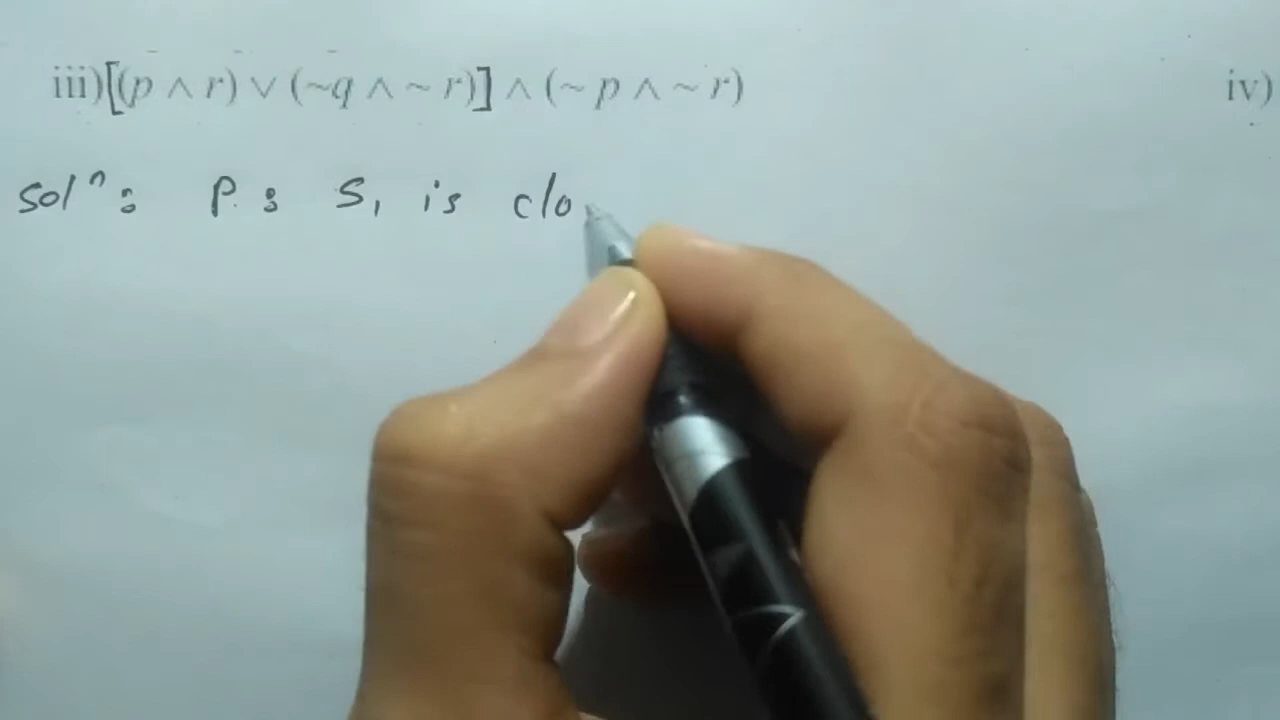 iii)[(p ∧ r) ∨ (~q ∧ ~ r)] ∧ (~ p ∧ ~ r) iv)
Solⁿ: P : S₁ is clo